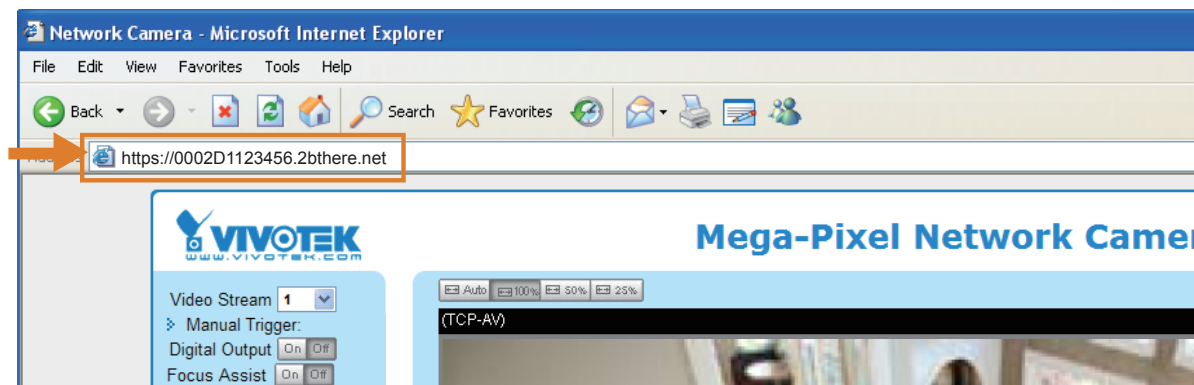 Network Camera - Microsoft Internet Explorer
File Edit View Favorites Tools Help
Back Search Favorites
https://0002D1123456.2bthere.net
VIVOTEK
www.vivotek.com
Mega-Pixel Network Camer
Auto 100% 50% 25%
(TCP-AV)
Video Stream 1
Manual Trigger:
Digital Output On Off
Focus Assist On Off